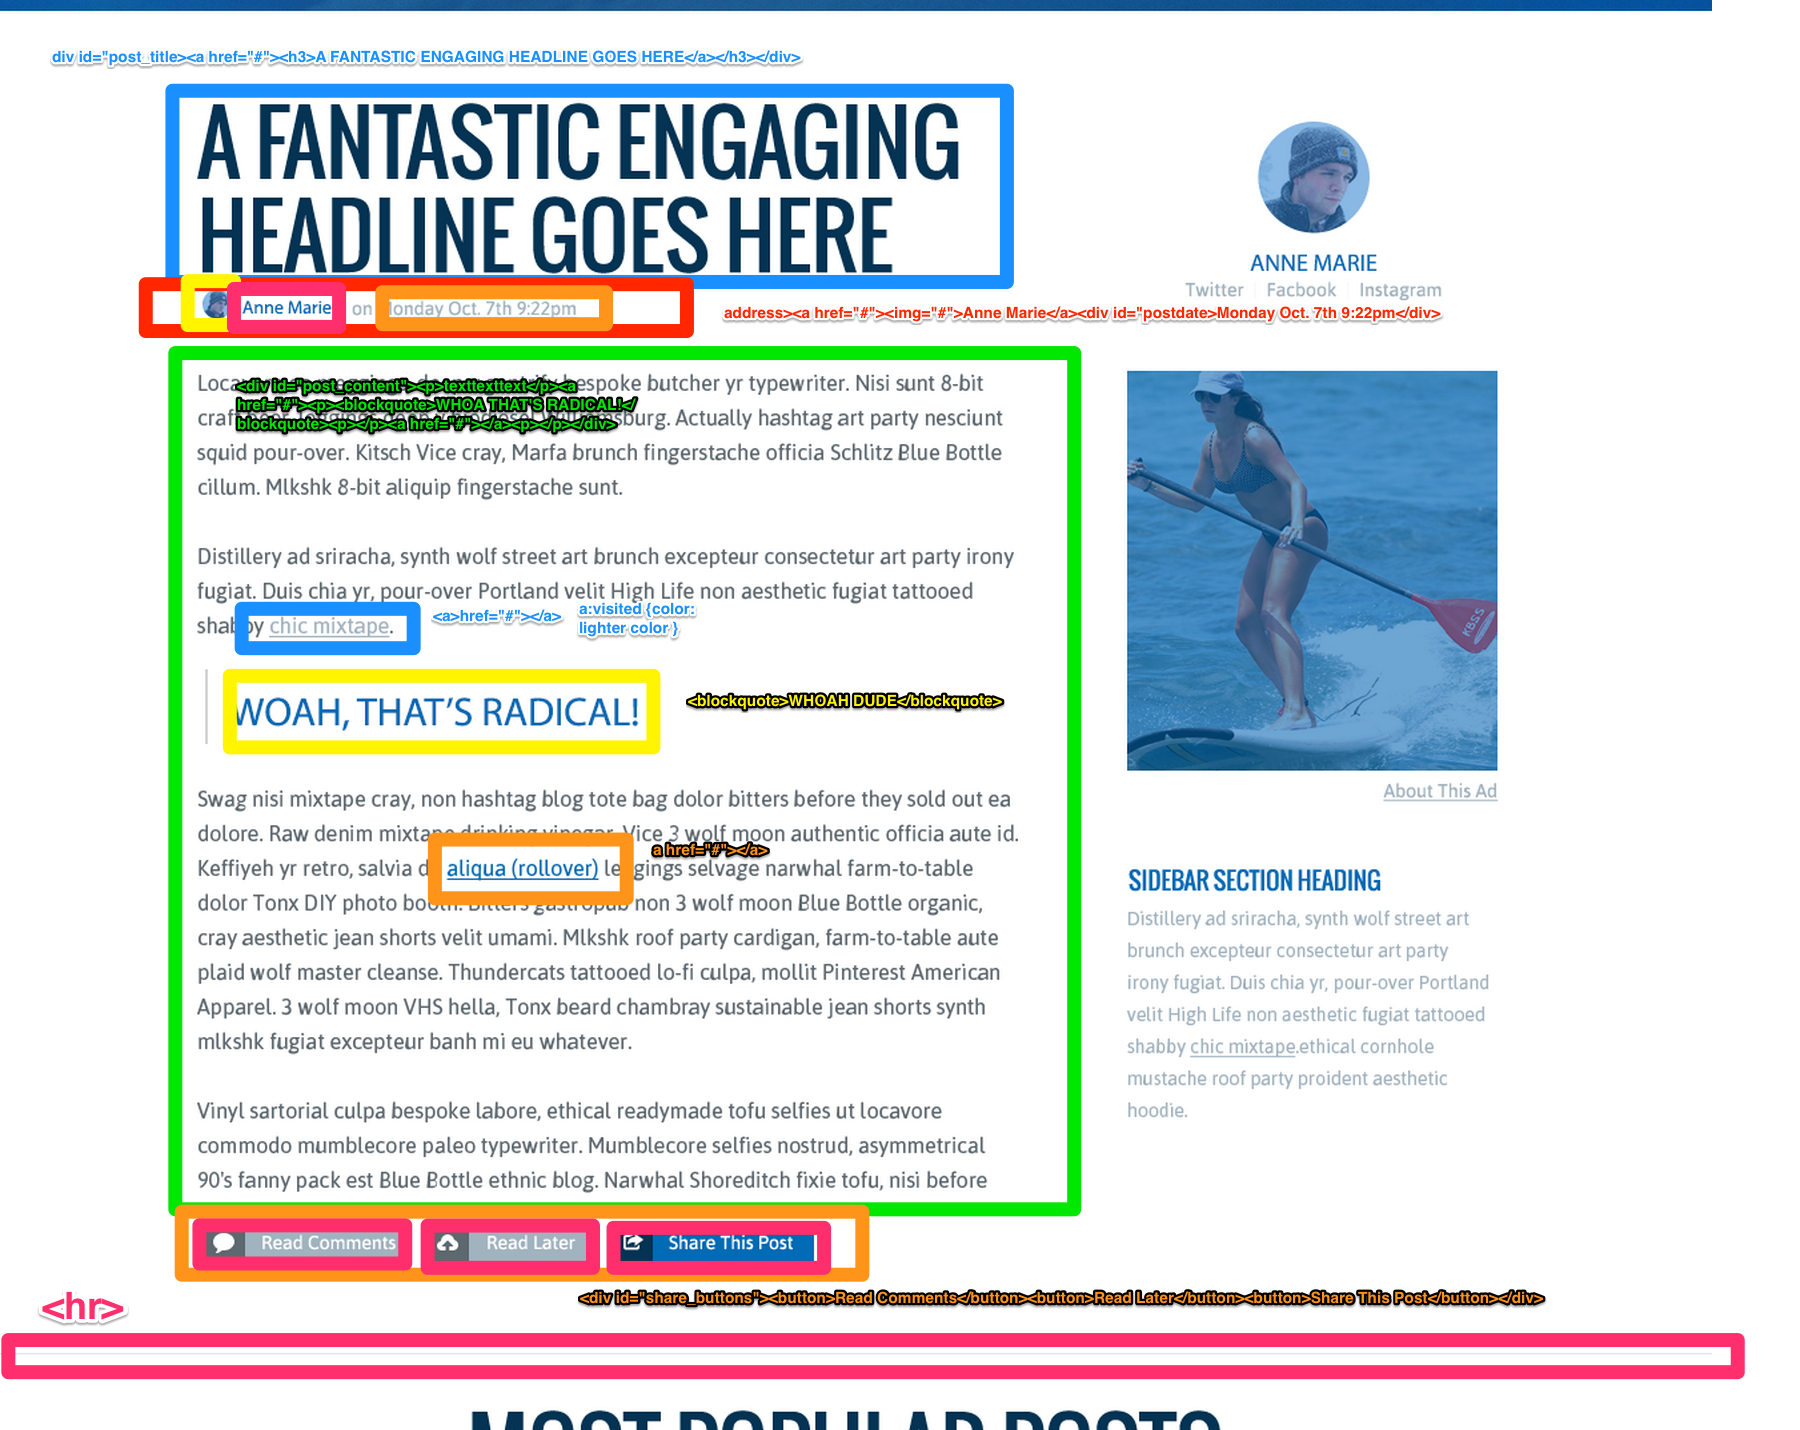 div id="post_title><a href="#"><h3>A FANTASTIC ENGAGING HEADLINE GOES HERE</a></h3></div>
A FANTASTIC ENGAGING
HEADLINE GOES HERE
Anne Marie on Monday Oct. 7th 9:22pm
address><a href="#"><img="#">Anne Marie</a><div id="postdate>Monday Oct. 7th 9:22pm</div>
<div id="post_content"><p>texttexttext</p><a
href="#"><p><blockquote>WHOA THAT'S RADICAL!</
blockquote><p></p><a href="#"></a><p></p></div>
bespoke butcher yr typewriter. Nisi sunt 8-bit
Actually hashtag art party nesciunt
squid pour-over. Kitsch Vice cray, Marfa brunch fingerstache officia Schlitz Blue Bottle
cillum. Mlkshk 8-bit aliquip fingerstache sunt.
Distillery ad sriracha, synth wolf street art brunch excepteur consectetur art party irony
fugiat. Duis chia yr, pour-over Portland velit High Life non aesthetic fugiat tattooed
shabby chic mixtape.
<a>href="#"></a>
a:visited {color:
lighter color }
WOAH, THAT'S RADICAL!
<blockquote>WHOAH DUDE</blockquote>
Swag nisi mixtape cray, non hashtag blog tote bag dolor bitters before they sold out ea
dolore. Raw denim mixtape drinking vinegar. Vice 3 wolf moon authentic officia aute id.
Keffiyeh yr retro, salvia aliqua (rollover) leggings selvage narwhal farm-to-table
a href="#"></a>
dolor Tonx DIY photo booth. Bitters gastropub non 3 wolf moon Blue Bottle organic,
cray aesthetic jean shorts velit umami. Mlkshk roof party cardigan, farm-to-table aute
plaid wolf master cleanse. Thundercats tattooed lo-fi culpa, mollit Pinterest American
Apparel. 3 wolf moon VHS hella, Tonx beard chambray sustainable jean shorts synth
mlkshk fugiat excepteur banh mi eu whatever.
Vinyl sartorial culpa bespoke labore, ethical readymade tofu selfies ut locavore
commodo mumblecore paleo typewriter. Mumblecore selfies nostrud, asymmetrical
90's fanny pack est Blue Bottle ethnic blog. Narwhal Shoreditch fixie tofu, nisi before
Read Comments
Read Later
Share This Post
<div id="share_buttons"><button>Read Comments</button><button>Read Later</button><button>Share This Post</button></div>
<hr>
MOST POPULAR POSTS
ANNE MARIE
Twitter Facbook Instagram
KBSS
About This Ad
SIDEBAR SECTION HEADING
Distillery ad sriracha, synth wolf street art
brunch excepteur consectetur art party
irony fugiat. Duis chia yr, pour-over Portland
velit High Life non aesthetic fugiat tattooed
shabby chic mixtape.ethical cornhole
mustache roof party proident aesthetic
hoodie.